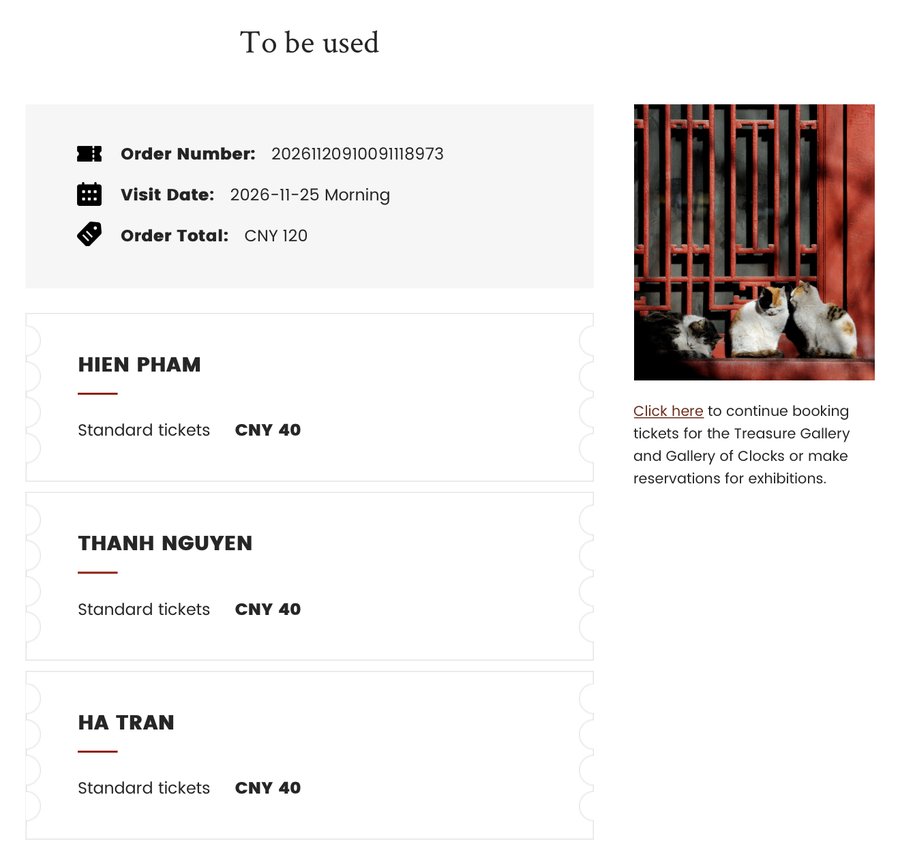 To be used
Order Number: 20261120910091118973
Visit Date: 2026-11-25 Morning
Order Total: CNY 120
HIEN PHAM
Standard tickets CNY 40
THANH NGUYEN
Standard tickets CNY 40
HA TRAN
Standard tickets CNY 40
Click here to continue booking
tickets for the Treasure Gallery
and Gallery of Clocks or make
reservations for exhibitions.